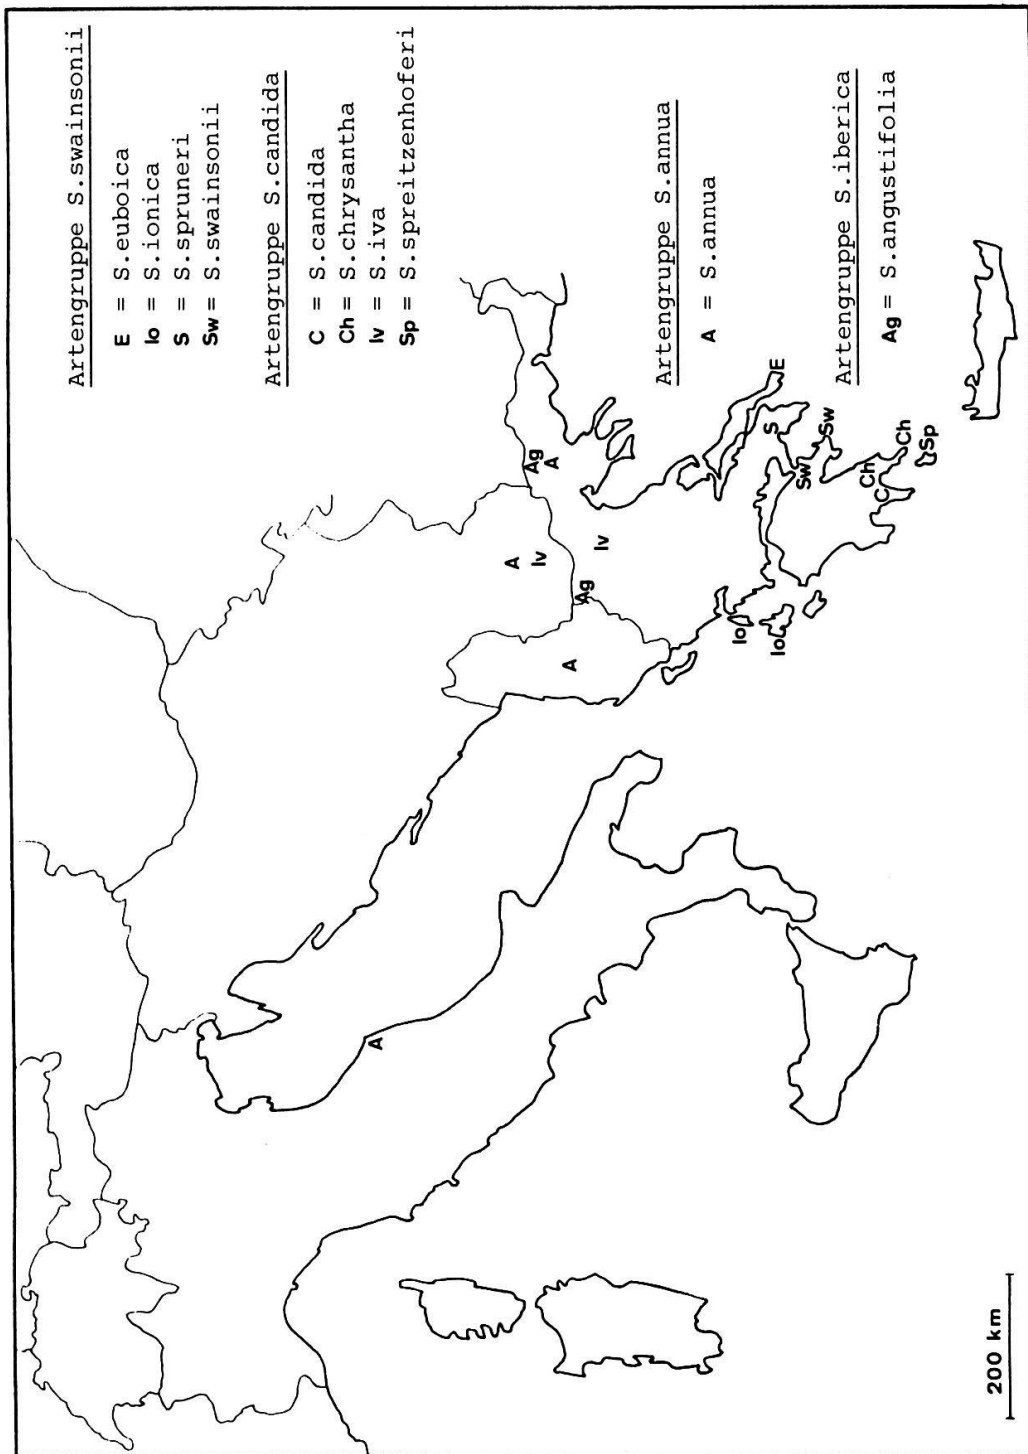 Artengruppe S.swainsonii
E = S.euboica
Io = S.ionica
S = S.spruneri
Sw = S.swainsonii
Artengruppe S.candida
C = S.candida
Ch = S.chrysantha
Iv = S.iva
Sp = S.spreitzenhoferi
Artengruppe S.annua
A = S.annua
Artengruppe S.iberica
Ag = S.angustifolia
A
A
Ag
Iv
A
A
Ag
Iv
Io
S
E
Io
Sw
Sw
Ch
C
Ch
Sp
200 km